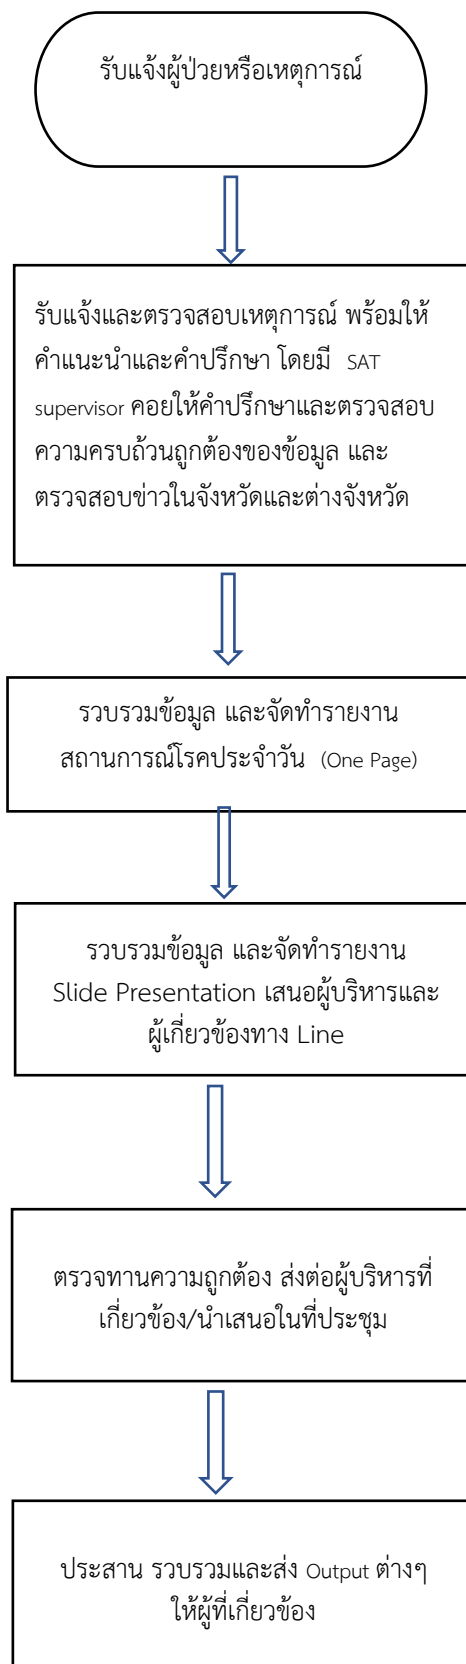 รับแจ้งผู้ป่วยหรือเหตุการณ์
รับแจ้งและตรวจสอบเหตุการณ์ พร้อมให้
คำแนะนำและคำปรึกษา โดยมี SAT
supervisor คอยให้คำปรึกษาและตรวจสอบ
ความครบถ้วนถูกต้องของข้อมูล และ
ตรวจสอบข่าวในจังหวัดและต่างจังหวัด
รวบรวมข้อมูล และจัดทำรายงาน
สถานการณ์โรคประจำวัน (One Page)
รวบรวมข้อมูล และจัดทำรายงาน
Slide Presentation เสนอผู้บริหารและ
ผู้เกี่ยวข้องทาง Line
ตรวจทานความถูกต้อง ส่งต่อผู้บริหารที่
เกี่ยวข้อง/นำเสนอในที่ประชุม
ประสาน รวบรวมและส่ง Output ต่างๆ
ให้ผู้ที่เกี่ยวข้อง